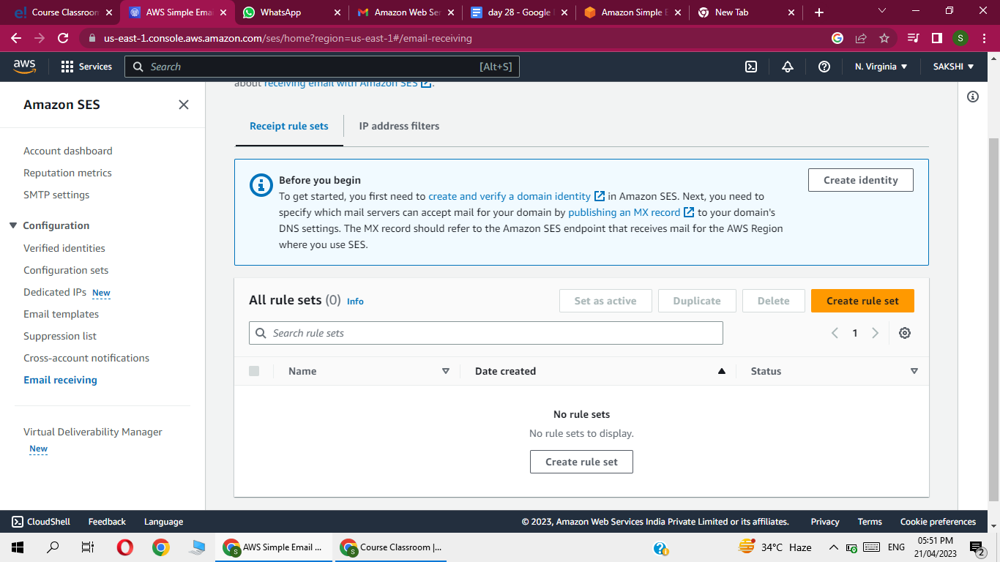 Course Classroom
AWS Simple Emai
WhatsApp
Amazon Web Ser
day 28 - Google
Amazon Simple E
New Tab
us-east-1.console.aws.amazon.com/ses/home?region=us-east-1#/email-receiving
S
aws
Services
Search
[Alt+S]
N. Virginia
SAKSHI
Amazon SES
Account dashboard
Reputation metrics
SMTP settings
Configuration
Verified identities
Configuration sets
Dedicated IPs New
Email templates
Suppression list
Cross-account notifications
Email receiving
Virtual Deliverability Manager
New
about receiving email with Amazon SES.
Receipt rule sets
IP address filters
Before you begin
Create identity
To get started, you first need to create and verify a domain identity in Amazon SES. Next, you need to
specify which mail servers can accept mail for your domain by publishing an MX record to your domain's
DNS settings. The MX record should refer to the Amazon SES endpoint that receives mail for the AWS Region
where you use SES.
All rule sets (0) Info
Set as active
Duplicate
Delete
Create rule set
Search rule sets
1
Name
Date created
Status
No rule sets
No rule sets to display.
Create rule set
CloudShell
Feedback
Language
© 2023, Amazon Web Services India Private Limited or its affiliates.
Privacy
Terms
Cookie preferences
AWS Simple Email ...
Course Classroom |...
34°C Haze
ENG
05:51 PM
21/04/2023
2